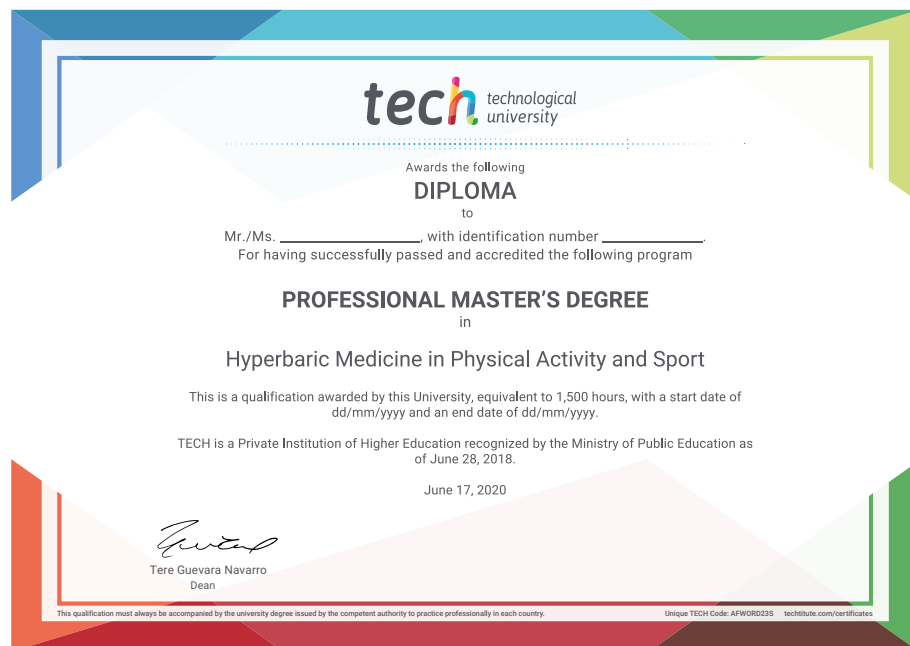 tech technological
university
Awards the following
DIPLOMA
to
Mr./Ms. ____________________, with identification number ______________.
For having successfully passed and accredited the following program
PROFESSIONAL MASTER'S DEGREE
in
Hyperbaric Medicine in Physical Activity and Sport
This is a qualification awarded by this University, equivalent to 1,500 hours, with a start date of
dd/mm/yyyy and an end date of dd/mm/yyyy.
TECH is a Private Institution of Higher Education recognized by the Ministry of Public Education as
of June 28, 2018.
June 17, 2020
Tere Guevara Navarro
Dean
This qualification must always be accompanied by the university degree issued by the competent authority to practice professionally in each country. Unique TECH Code: AFWORD23S techtitute.com/certificates